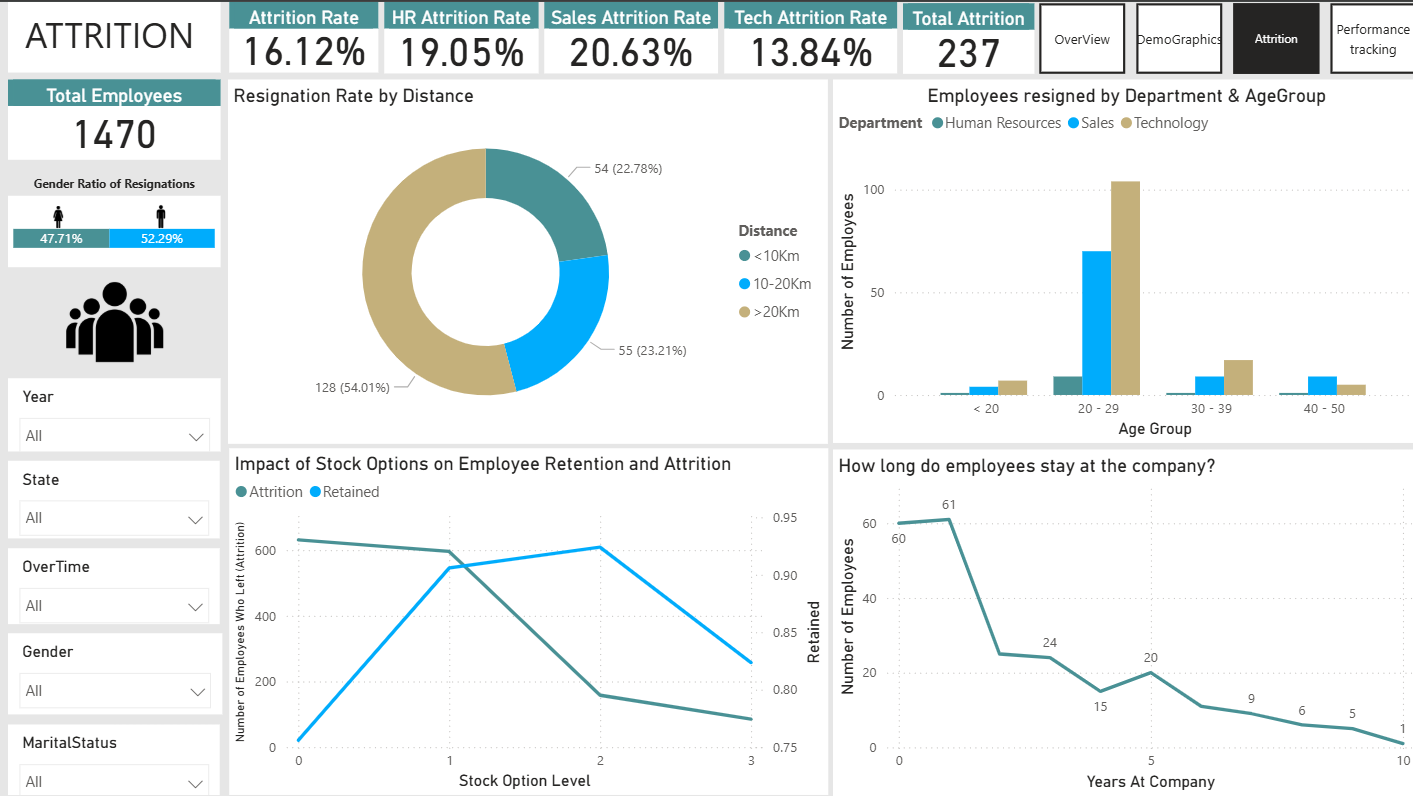 ATTRITION
Attrition Rate
16.12%
HR Attrition Rate
19.05%
Sales Attrition Rate
20.63%
Tech Attrition Rate
13.84%
Total Attrition
237
OverView
DemoGraphics
Attrition
Performance
tracking
Total Employees
1470
Gender Ratio of Resignations
47.71%
52.29%
Year
All
State
All
OverTime
All
Gender
All
MaritalStatus
All
Resignation Rate by Distance
54 (22.78%)
55 (23.21%)
128 (54.01%)
Distance
<10Km
10-20Km
>20Km
Employees resigned by Department & AgeGroup
Department Human Resources Sales Technology
Number of Employees
100
50
0
< 20 20 - 29 30 - 39 40 - 50
Age Group
Impact of Stock Options on Employee Retention and Attrition
Attrition Retained
Number of Employees Who Left (Attrition)
600
400
200
0
0 1 2 3
Stock Option Level
0.95
0.90
0.85
0.80
0.75
Retained
How long do employees stay at the company?
Number of Employees
60
40
20
0
60
61
24
15
20
9
6
5
1
0 5 10
Years At Company